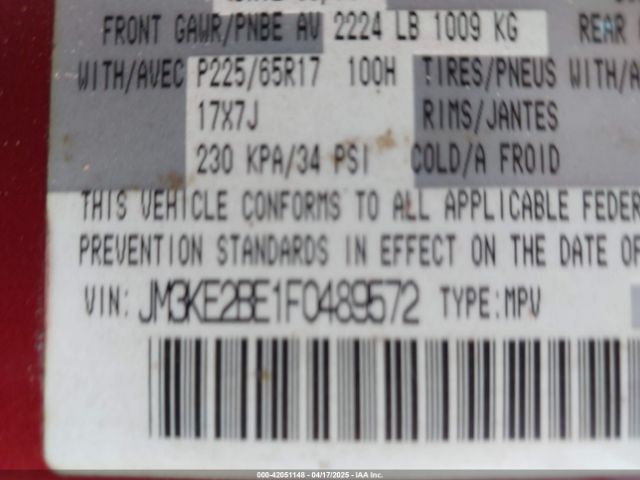 FRONT GAWR/PNBE AV 2224 LB 1009 KG REAR
WITH/AVEC P225/65R17 100H TIRES/PNEUS WITH/A
17X7J RIMS/JANTES
230 KPA/34 PSI COLD/A FROID
THIS VEHICLE CONFORMS TO ALL APPLICABLE FEDER
PREVENTION STANDARDS IN EFFECT ON THE DATE OF
VIN: JM3KE2BE1F0489572 TYPE:MPV
000-42051148 - 04/17/2025 - IAA Inc.